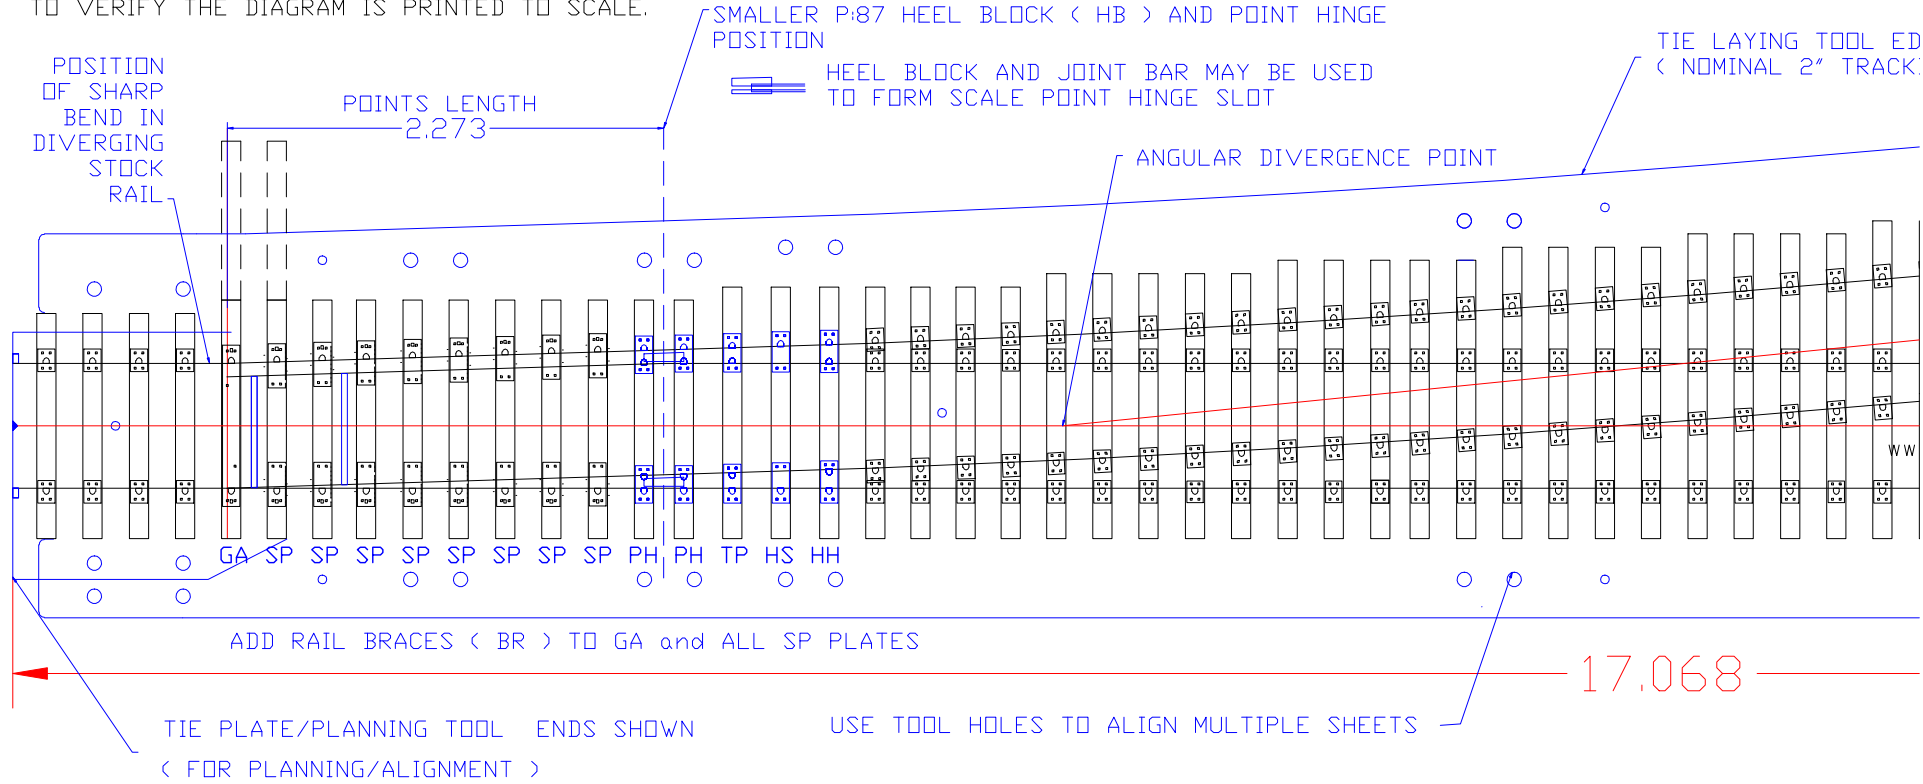 TO VERIFY THE DIAGRAM IS PRINTED TO SCALE.
SMALLER P:87 HEEL BLOCK ( HB ) AND POINT HINGE
POSITION
HEEL BLOCK AND JOINT BAR MAY BE USED
TO FORM SCALE POINT HINGE SLOT
TIE LAYING TOOL ED
( NOMINAL 2" TRACK
POSITION
OF SHARP
BEND IN
DIVERGING
STOCK
RAIL
POINTS LENGTH
2.273
ANGULAR DIVERGENCE POINT
WW
GA SP SP SP SP SP SP SP SP PH PH TP HS HH
ADD RAIL BRACES ( BR ) TO GA and ALL SP PLATES
17.068
TIE PLATE/PLANNING TOOL ENDS SHOWN
( FOR PLANNING/ALIGNMENT )
USE TOOL HOLES TO ALIGN MULTIPLE SHEETS